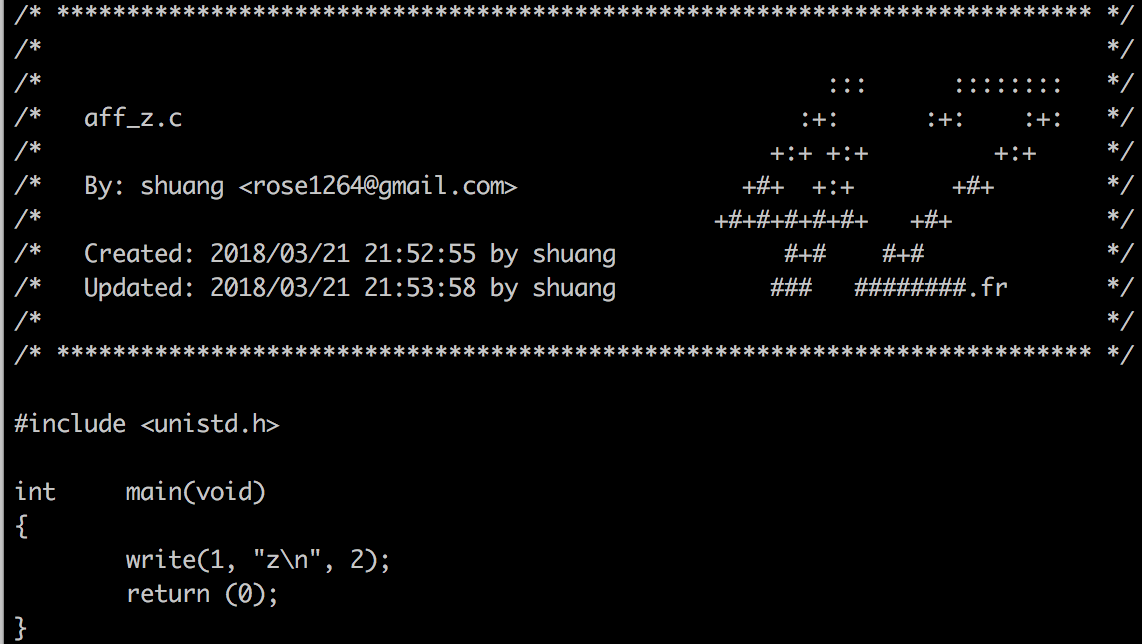 /* ************************************************************************** */
/*                                                                            */
/*                                                        :::      ::::::::   */
/*   aff_z.c                                            :+:      :+:    :+:   */
/*                                                    +:+ +:+         +:+     */
/*   By: shuang <rose1264@gmail.com>                +#+  +:+       +#+        */
/*                                                +#+#+#+#+#+   +#+           */
/*   Created: 2018/03/21 21:52:55 by shuang            #+#    #+#             */
/*   Updated: 2018/03/21 21:53:58 by shuang           ###   ########.fr       */
/*                                                                            */
/* ************************************************************************** */
#include <unistd.h>
int     main(void)
{
        write(1, "z\n", 2);
        return (0);
}